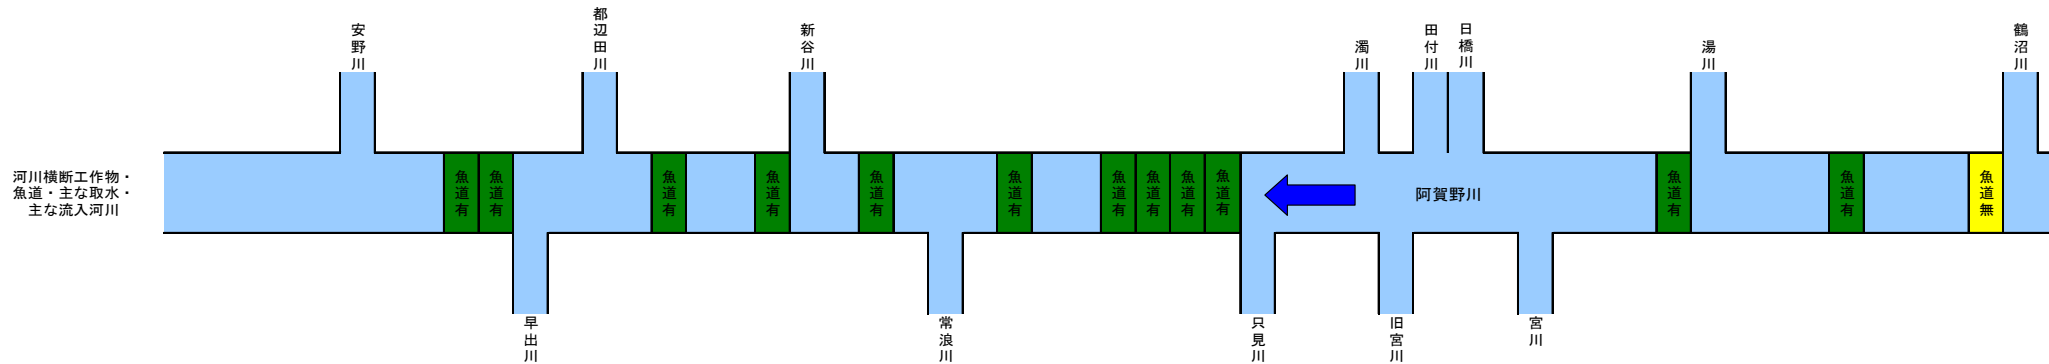 安野川
都辺田川
新谷川
濁川
田付川
日橋川
湯川
鶴沼川
河川横断工作物・
魚道・主な取水・
主な流入河川
魚道有
魚道有
魚道有
魚道有
魚道有
魚道有
魚道有
魚道有
魚道有
魚道有
阿賀野川
魚道有
魚道有
魚道無
早出川
常浪川
只見川
旧宮川
宮川